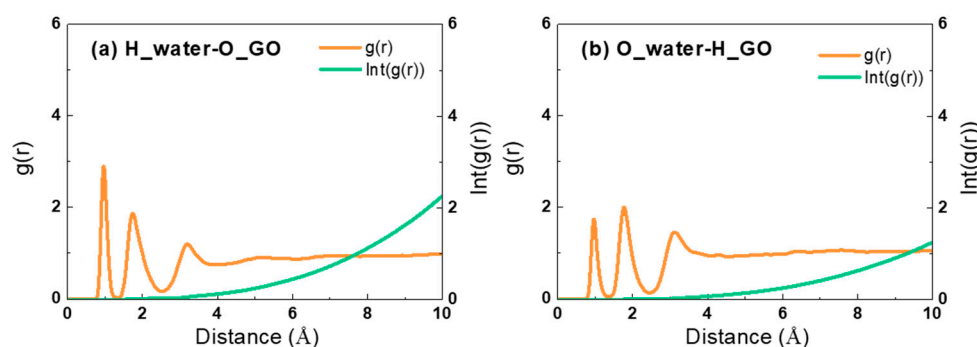 (a) H_water-O_GO
g(r)
Int(g(r))
6
4
2
0
g(r)
0 2 4 6 8 10
Distance (Å)
6
4
2
0
Int(g(r))
(b) O_water-H_GO
g(r)
Int(g(r))
6
4
2
0
g(r)
0 2 4 6 8 10
Distance (Å)
6
4
2
0
Int(g(r))